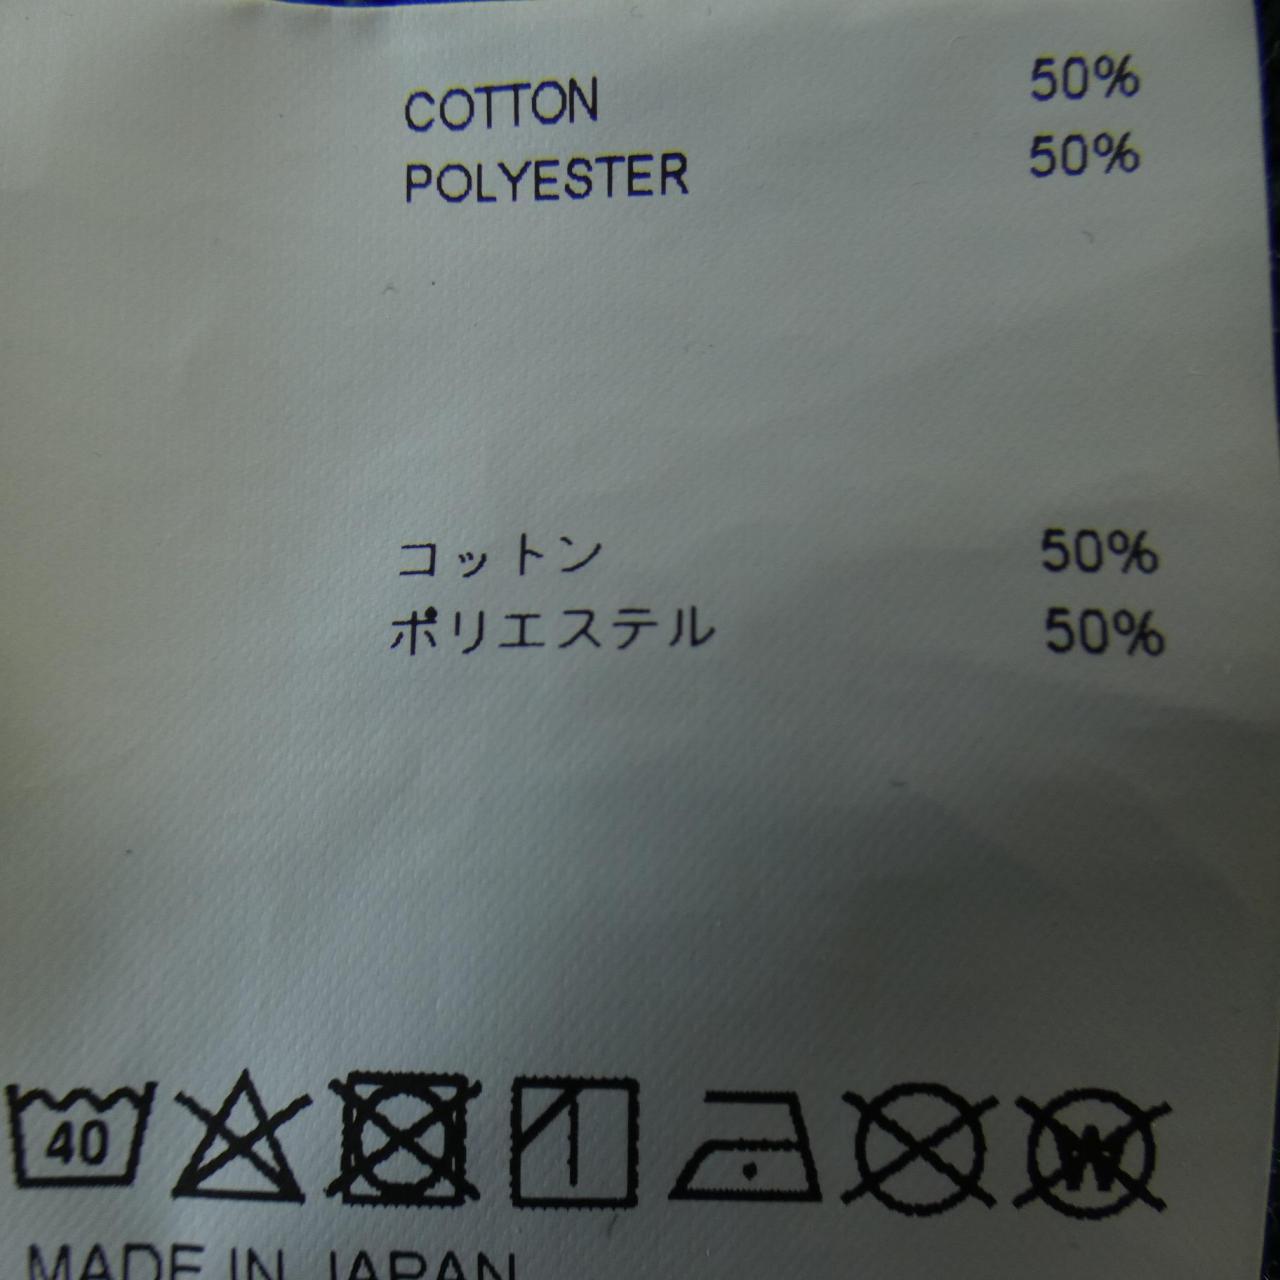 COTTON 50%
POLYESTER 50%
コットン 50%
ポリエステル 50%
40
W
MADE IN JAPAN